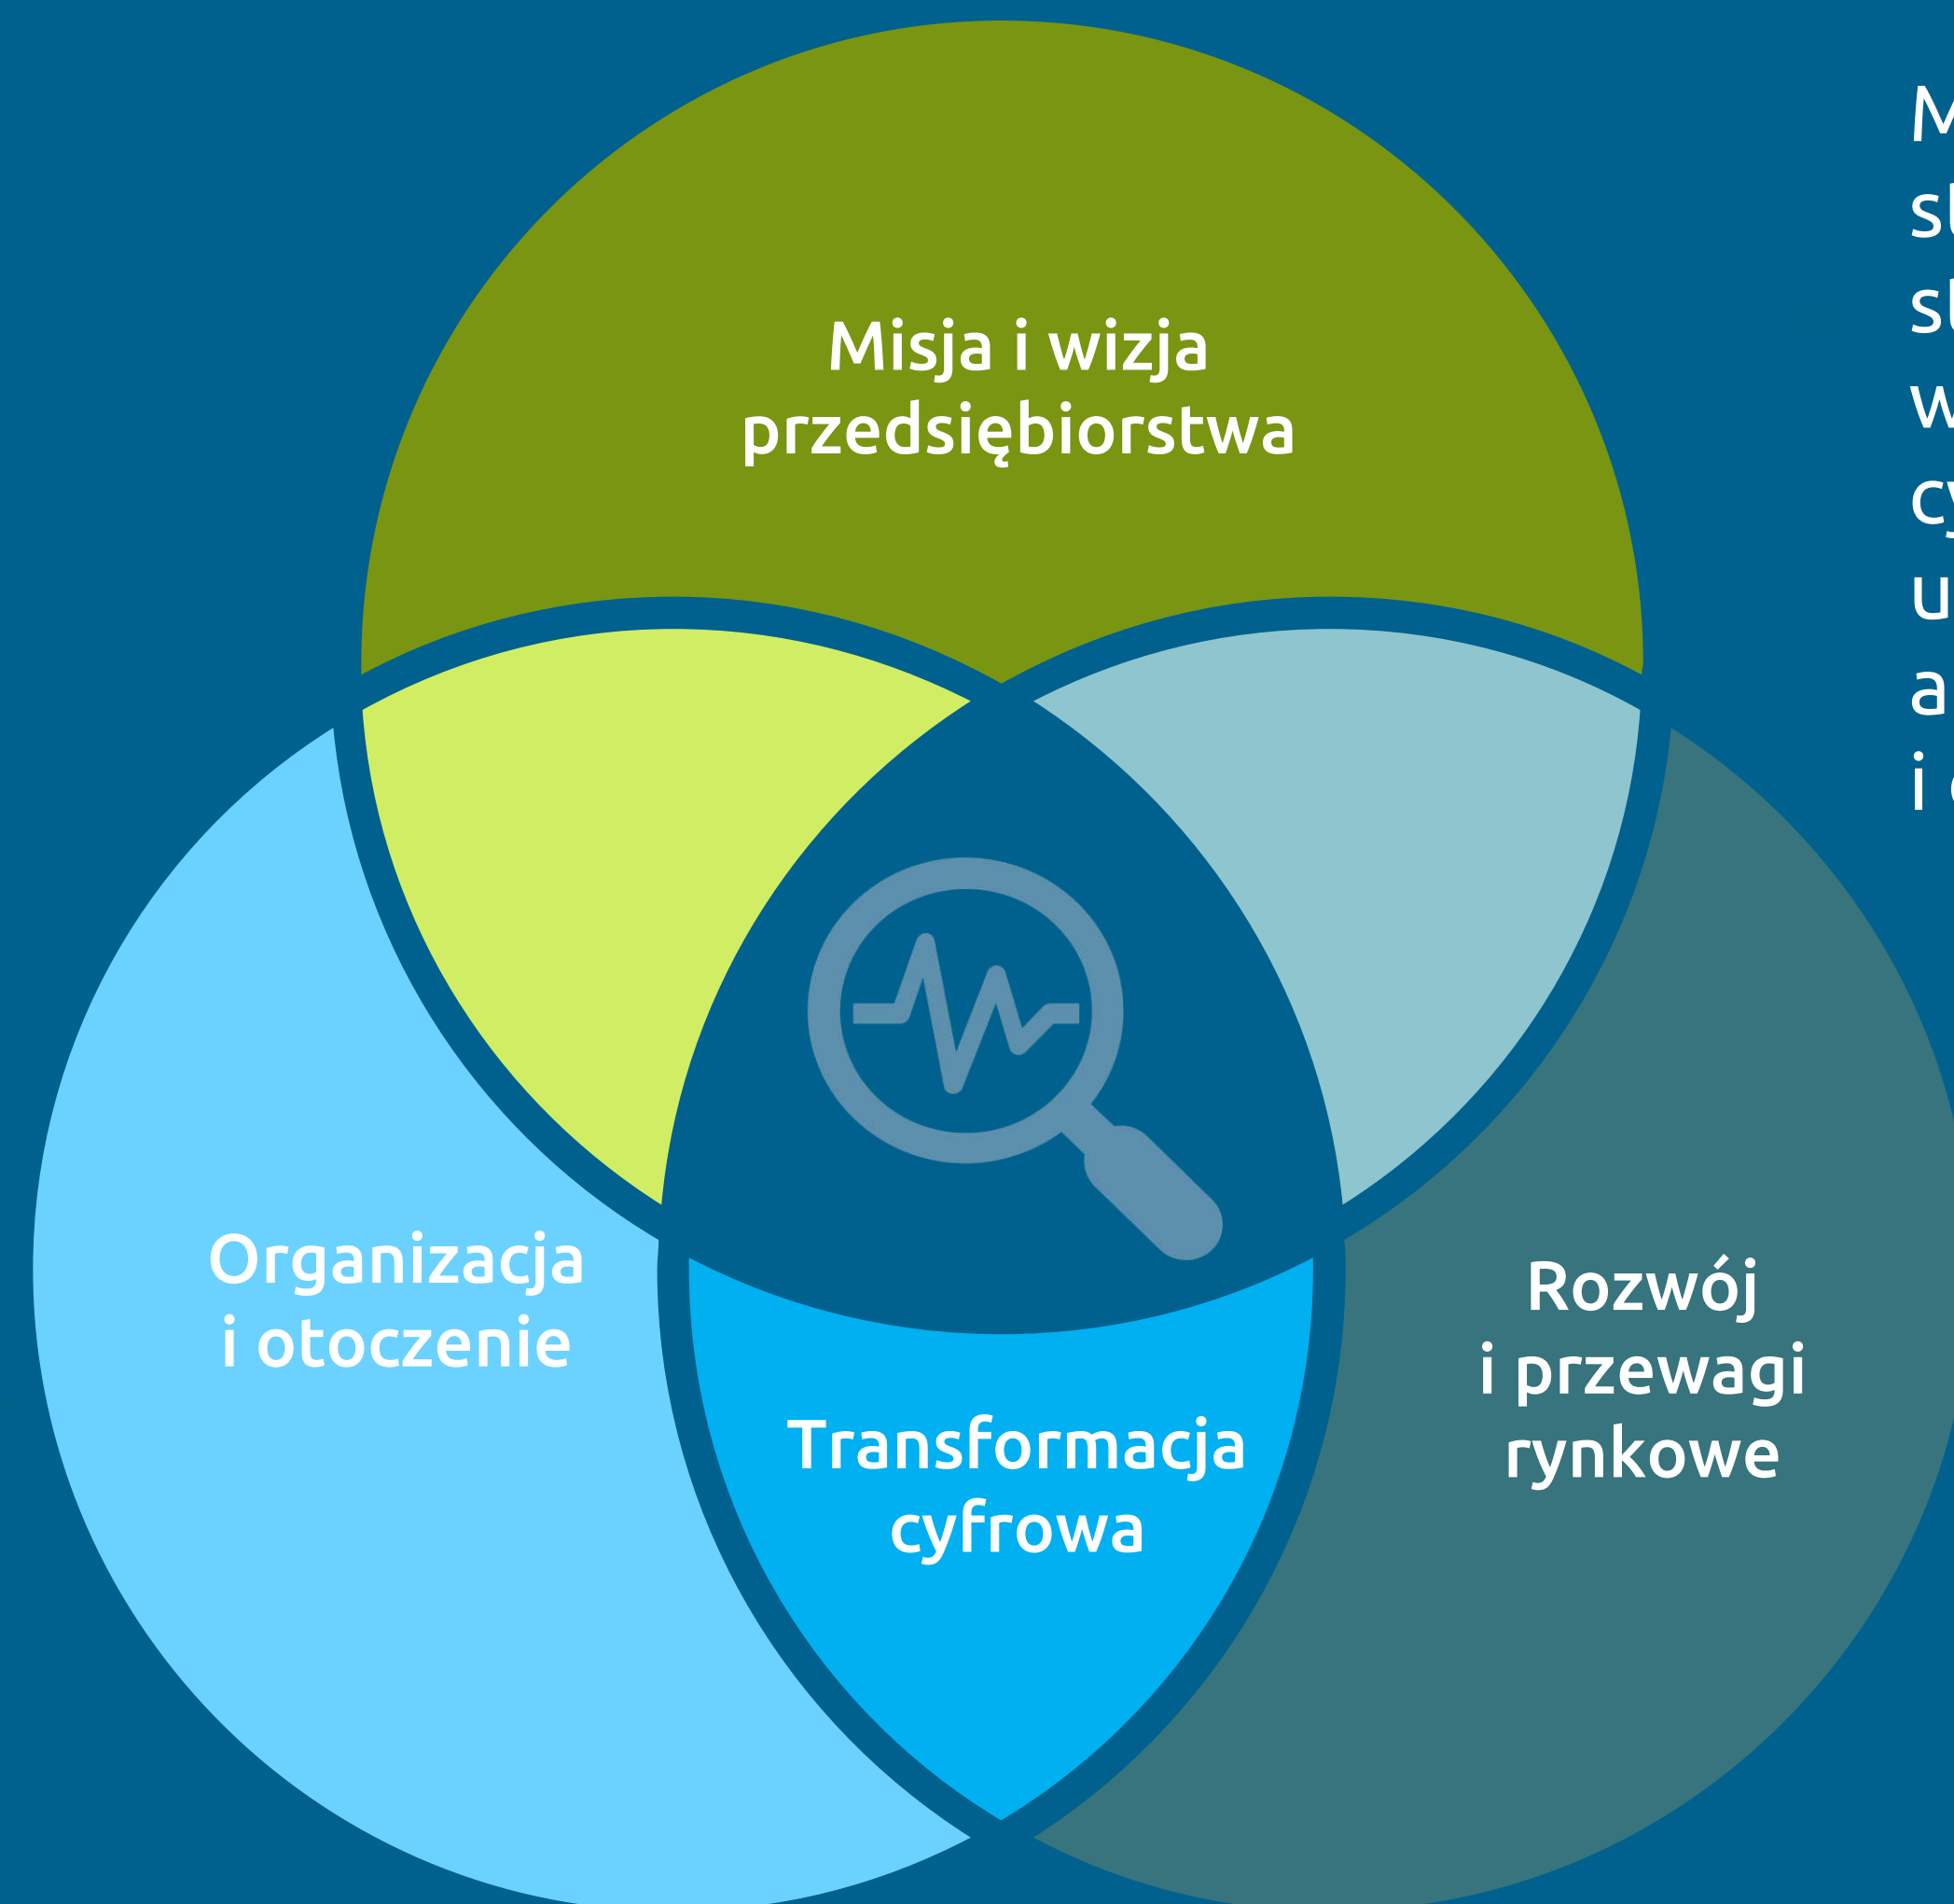 Misja i wizja
przedsiębiorstwa
Organizacja
i otoczenie
Rozwój
i przewagi
rynkowe
Transformacja
cyfrowa